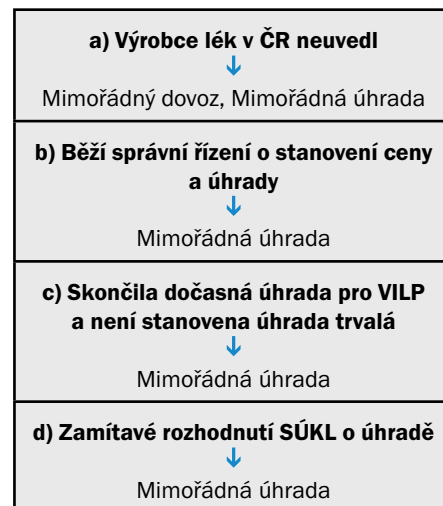 a) Výrobce lék v ČR neuvedl
Mimořádný dovoz, Mimořádná úhrada
b) Běží správní řízení o stanovení ceny
a úhrady
Mimořádná úhrada
c) Skončila dočasná úhrada pro VILP
a není stanovena úhrada trvalá
Mimořádná úhrada
d) Zamítavé rozhodnutí SÚKL o úhradě
Mimořádná úhrada